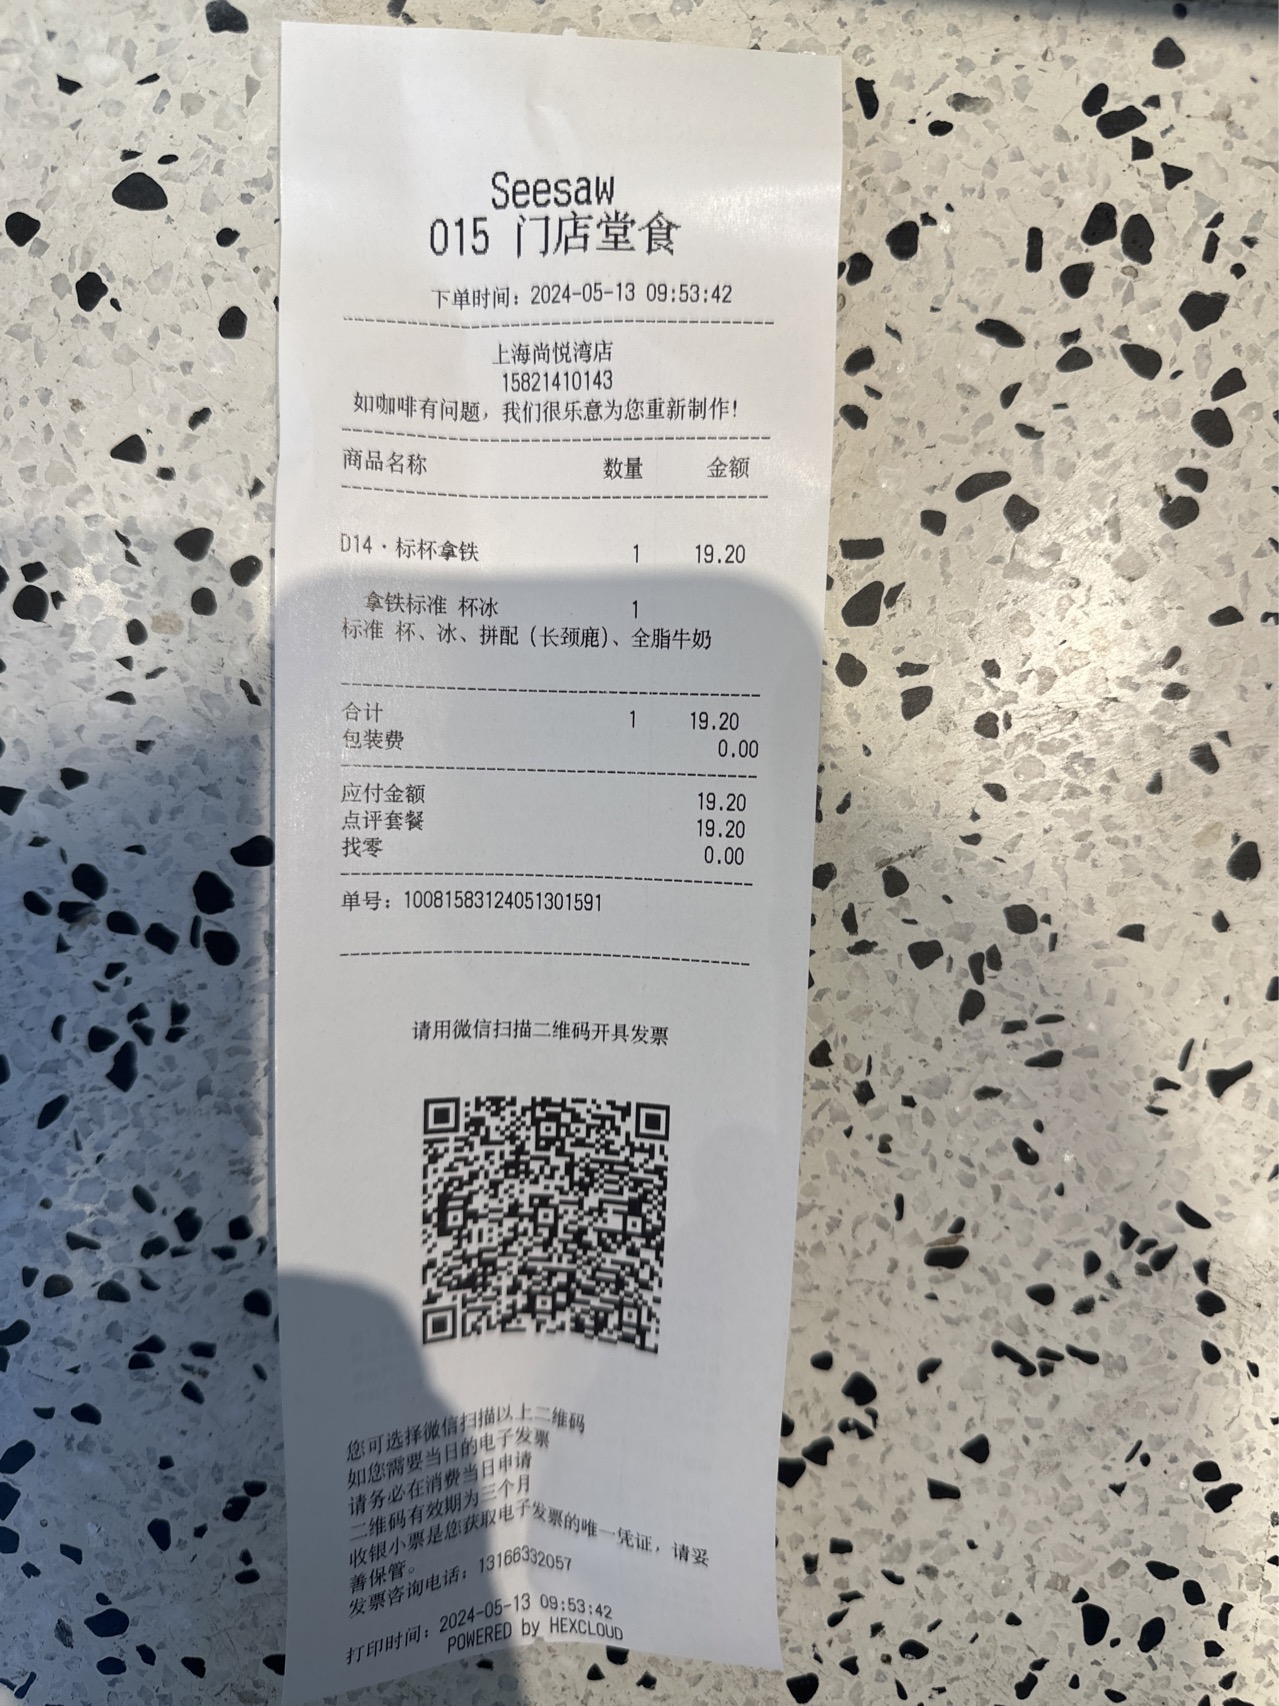 Seesaw
015 门店堂食
下单时间：2024-05-13 09:53:42
上海尚悦湾店
15821410143
如咖啡有问题，我们很乐意为您重新制作！
商品名称 数量 金额
D14·标杯拿铁 1 19.20
拿铁标准 杯冰 1
标准 杯、冰、拼配（长颈鹿）、全脂牛奶
合计 1 19.20
包装费 0.00
应付金额 19.20
点评套餐 19.20
找零 0.00
单号：10081583124051301591
请用微信扫描二维码开具发票
您可选择微信扫描以上二维码
如您需要当日的电子发票
请务必在消费当日申请
二维码有效期为三个月
收银小票是您获取电子发票的唯一凭证，请妥
善保管。
发票咨询电话：13166332057
打印时间：2024-05-13 09:53:42
POWERED by HEXCLOUD